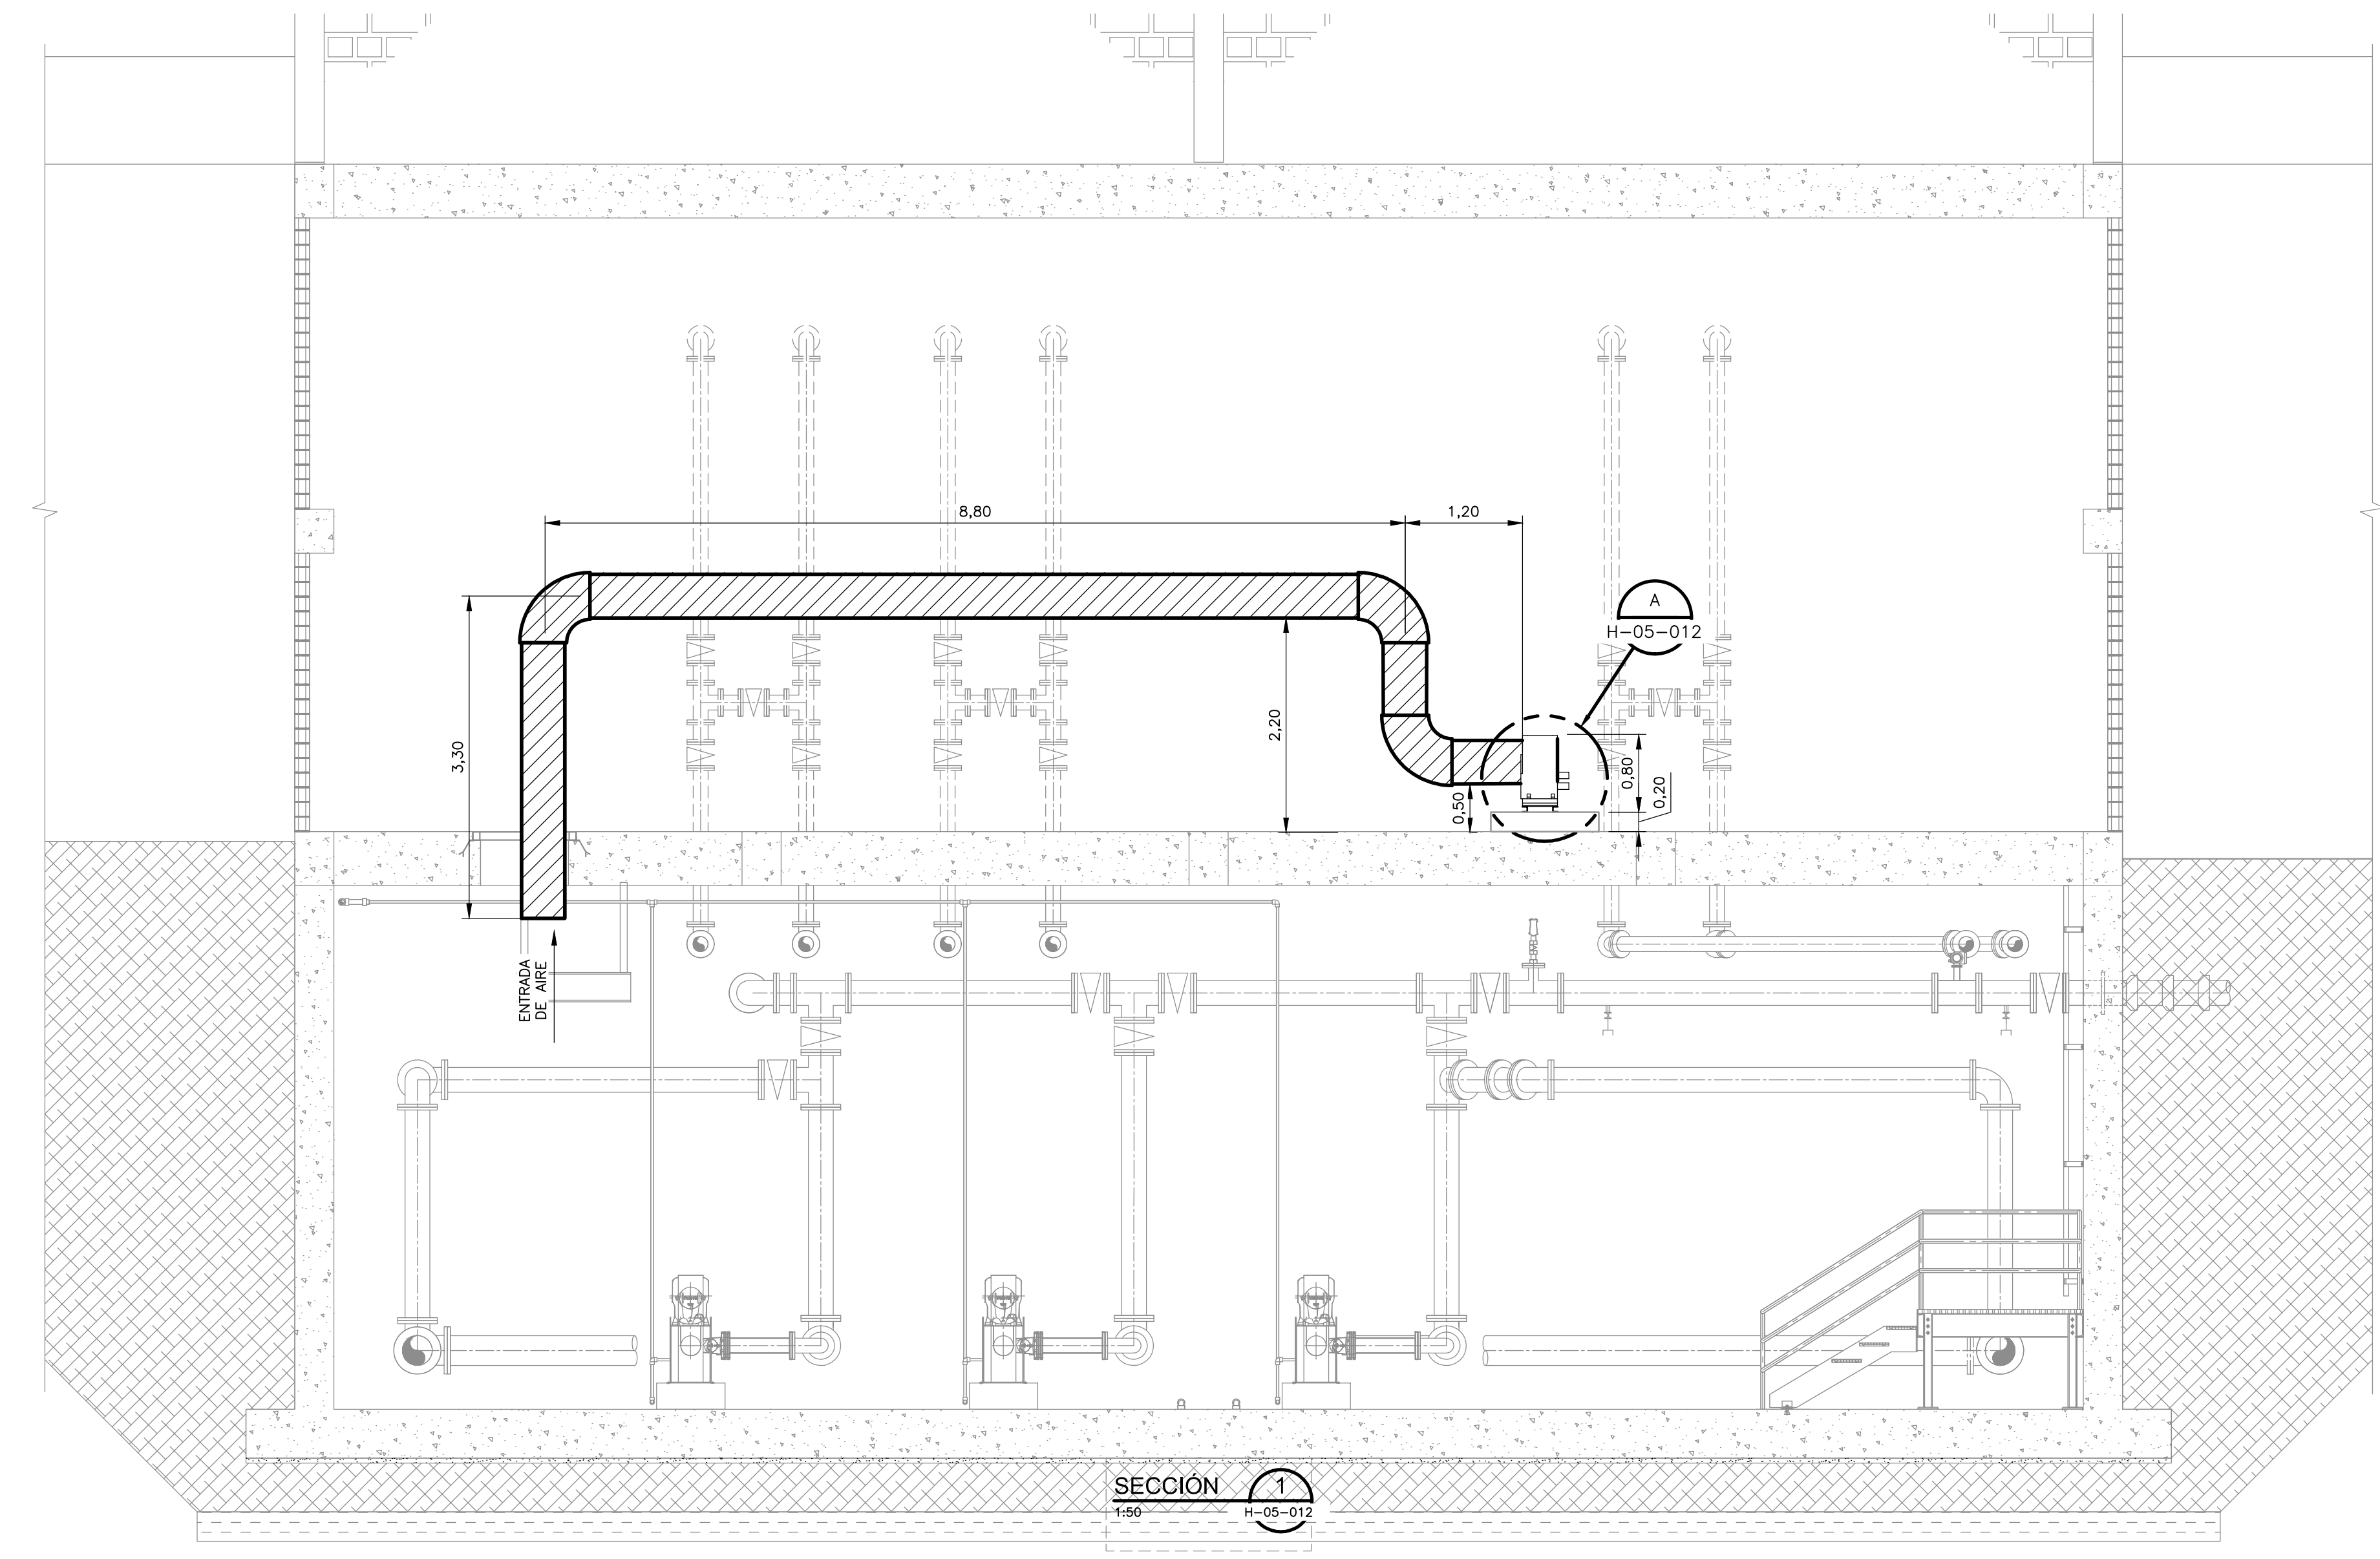 8,80
1,20
A
H-05-012
3,30
2,20
0,50
0,80
0,20
ENTRADA
DE AIRE
SECCIÓN
1
1:50
H-05-012